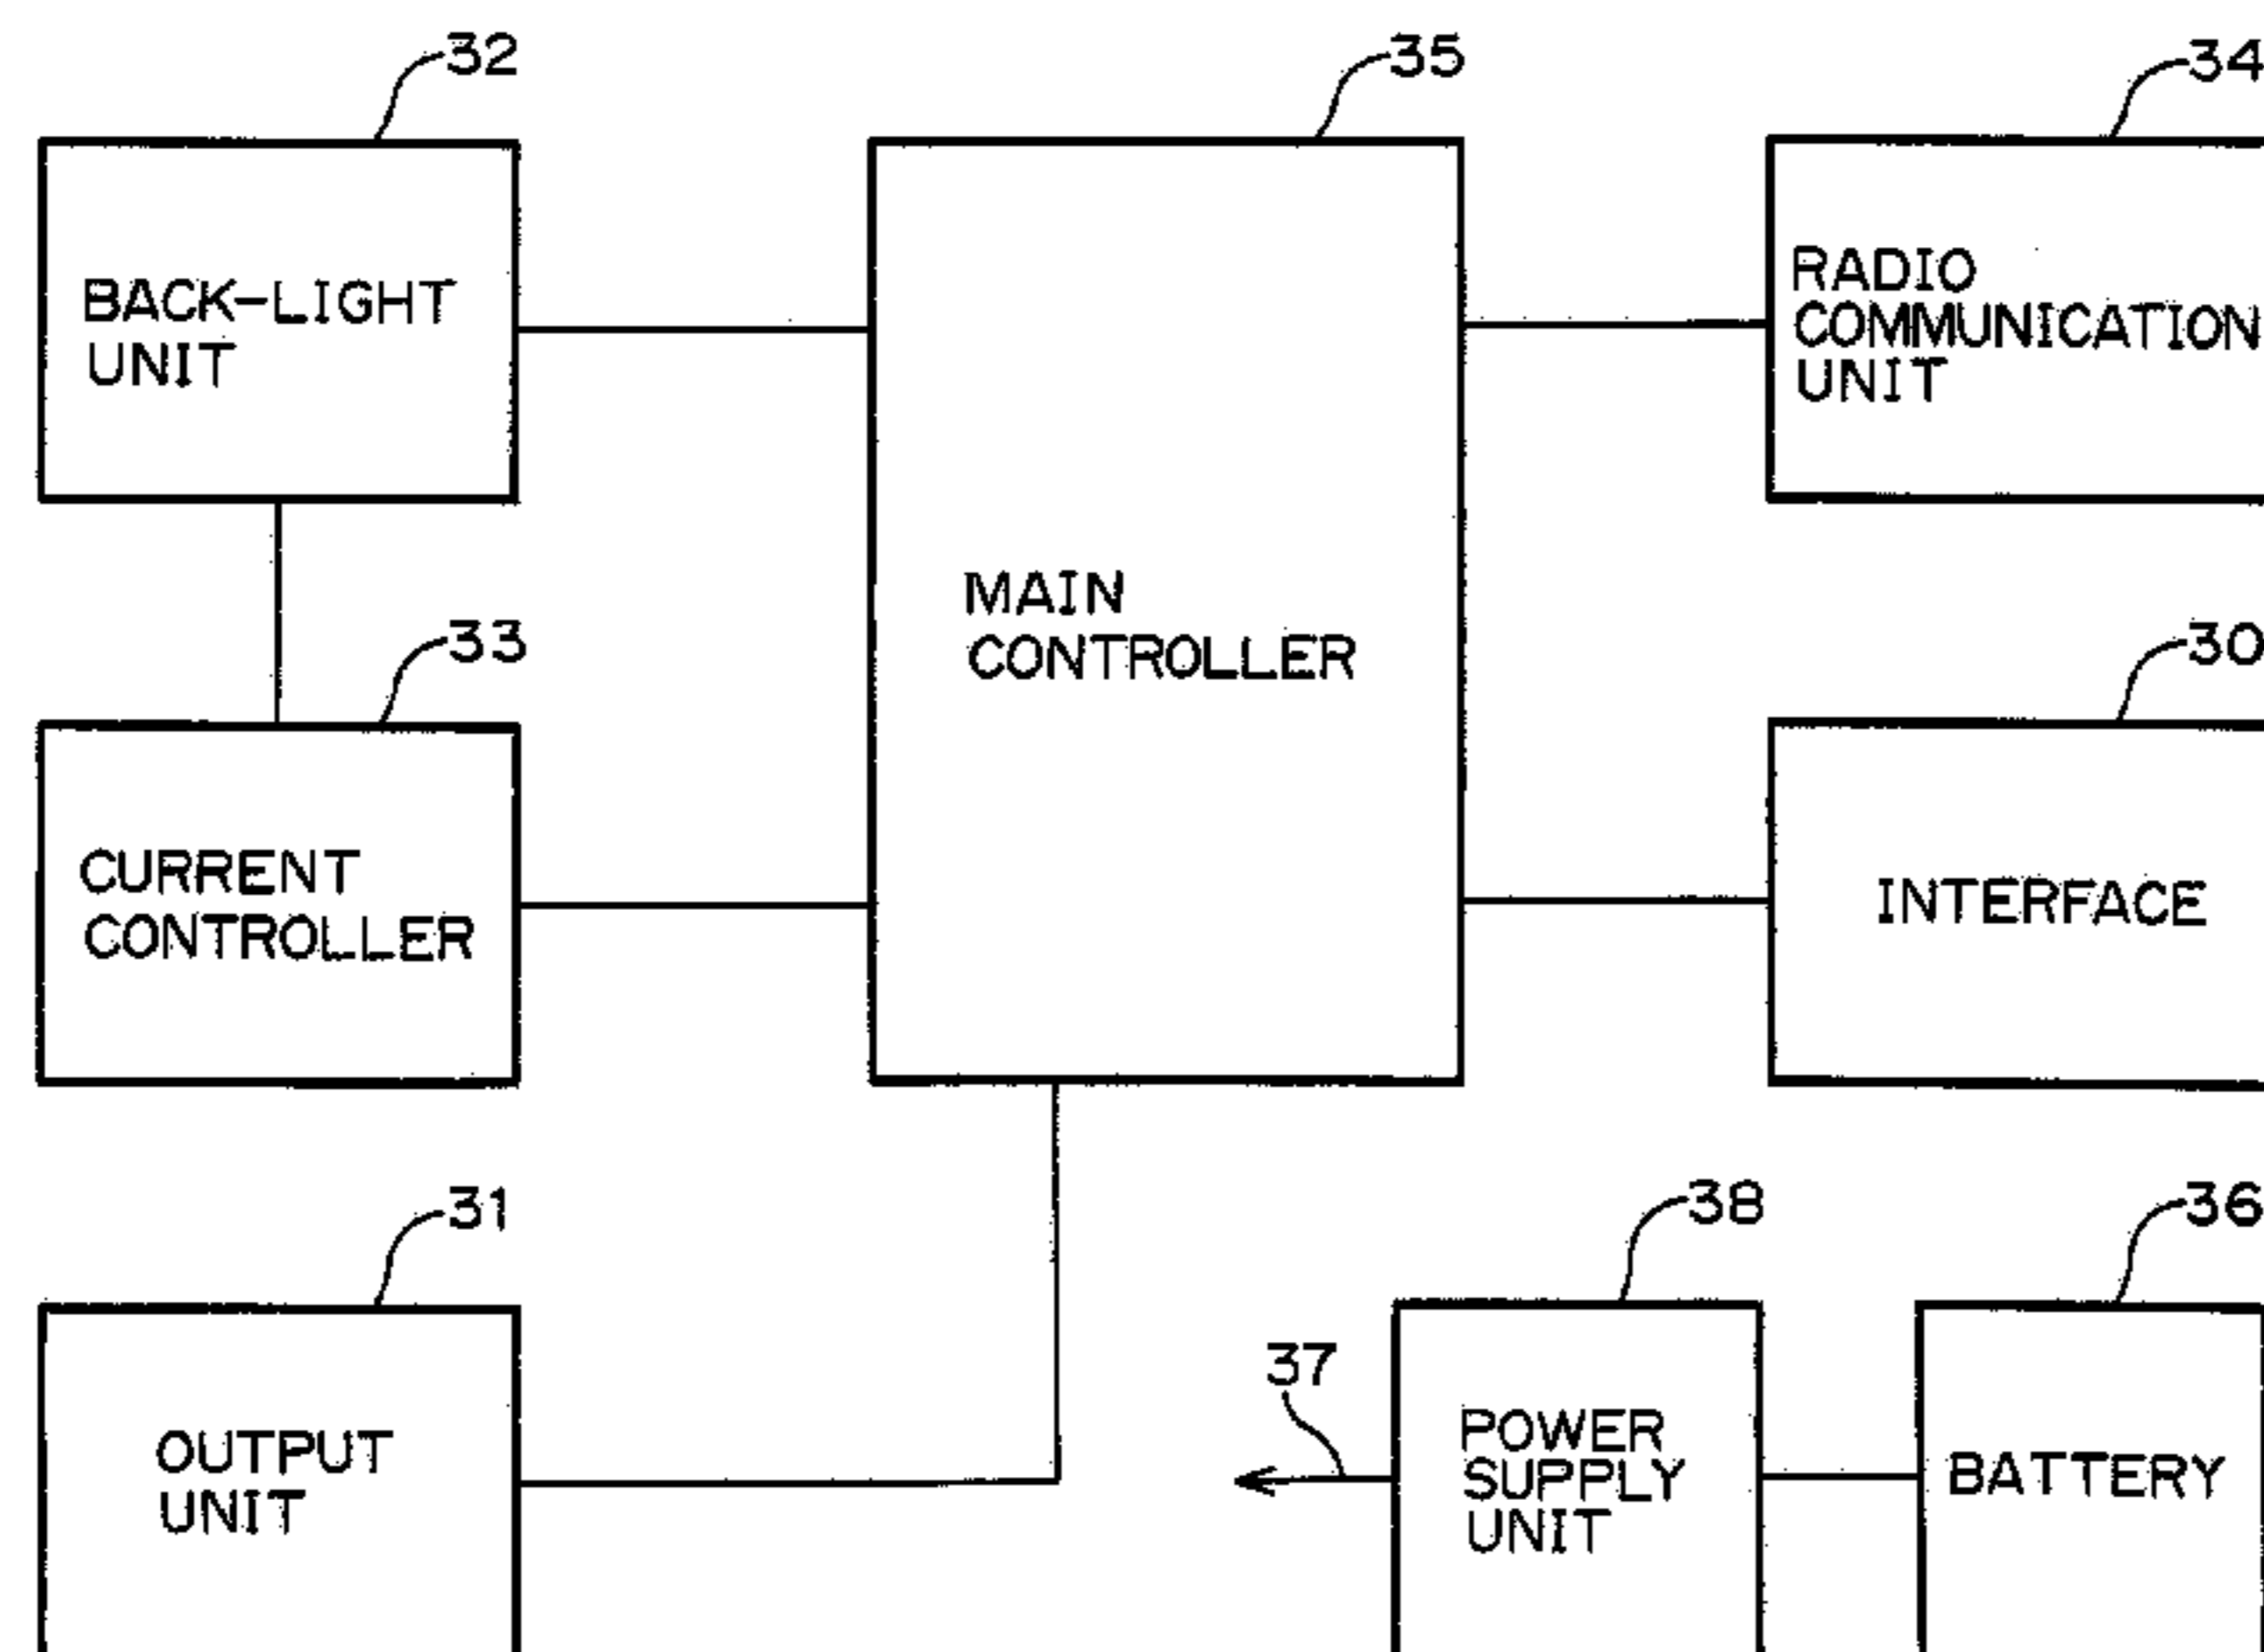 32
35
34
BACK-LIGHT
UNIT
RADIO
COMMUNICATION
UNIT
MAIN
CONTROLLER
33
30
CURRENT
CONTROLLER
INTERFACE
31
38
36
37
OUTPUT
UNIT
POWER
SUPPLY
UNIT
BATTERY